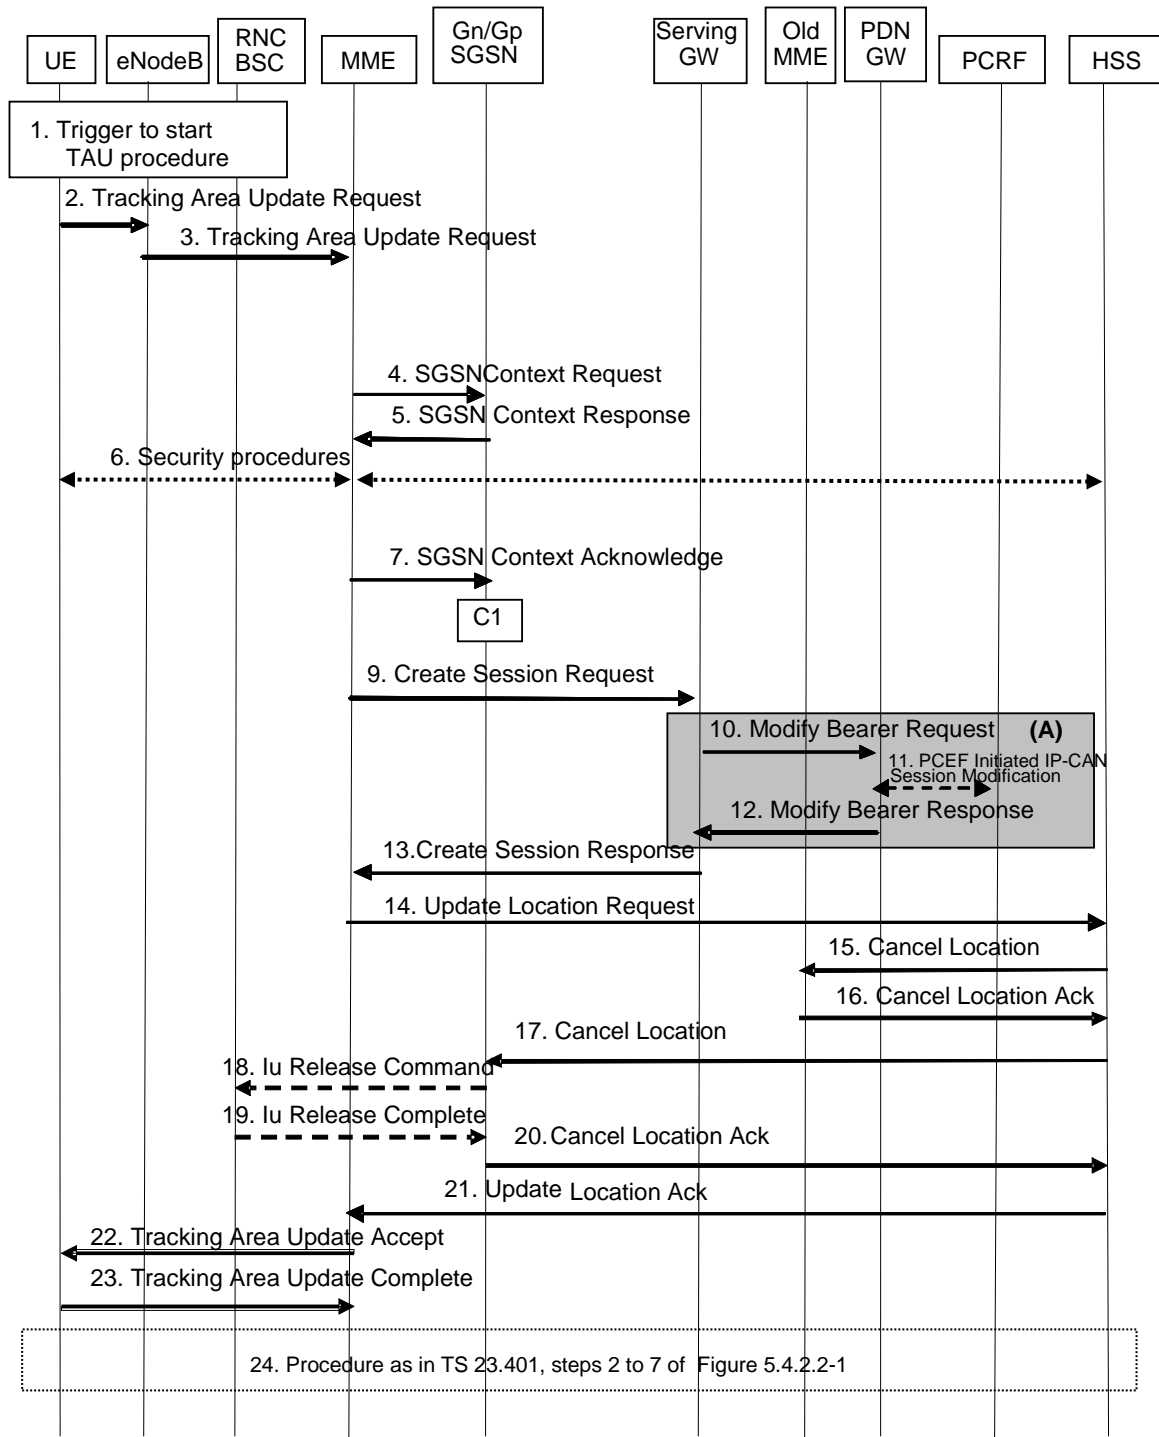 UE
eNodeB
RNC
BSC
MME
Gn/Gp
SGSN
Serving
GW
Old
MME
PDN
GW
PCRF
HSS
1. Trigger to start
TAU procedure
2. Tracking Area Update Request
3. Tracking Area Update Request
4. SGSNContext Request
5. SGSN Context Response
6. Security procedures
7. SGSN Context Acknowledge
C1
9. Create Session Request
10. Modify Bearer Request (A)
11. PCEF Initiated IP-CAN
Session Modification
12. Modify Bearer Response
13.Create Session Response
14. Update Location Request
15. Cancel Location
16. Cancel Location Ack
17. Cancel Location
18. Iu Release Command
19. Iu Release Complete
20. Cancel Location Ack
21. Update Location Ack
22. Tracking Area Update Accept
23. Tracking Area Update Complete
24. Procedure as in TS 23.401, steps 2 to 7 of Figure 5.4.2.2-1